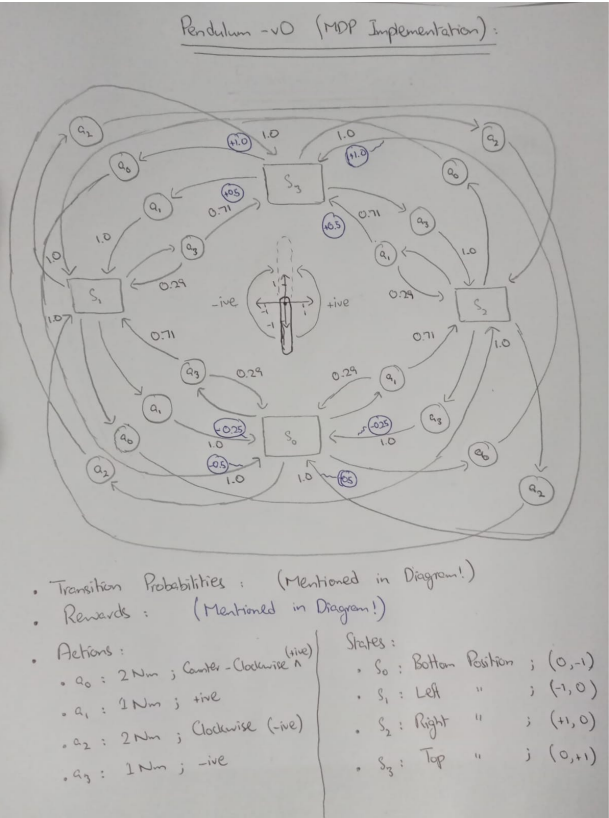 Pendulum -v0 (MDP Implementation):
a2
1.0
1.0
a2
+1.0
+1.0
a0
a0
S3
a1
+0.5
0.71
0.71
a3
+0.5
1.0
a3
a1
1.0
1.0
0.29
0.29
S1
-ive
+ive
S2
1
-1
1
-1
1.0
0.71
0.71
1.0
a3
0.29
0.29
a1
a1
-0.25
S0
-0.25
a3
a0
1.0
1.0
a0
a2
-0.5
1.0
1.0
a2
• Transition Probabilities : (Mentioned in Diagram!)
• Rewards : (Mentioned in Diagram!)
• Actions :
• a0 : 2 Nm ; Counter-Clockwise ^ (+ive)
• a1 : 1 Nm ; +ive
• a2 : 2 Nm ; Clockwise (-ive)
• a3 : 1 Nm ; -ive
States :
• S0 : Bottom Position ; (0,-1)
• S1 : Left " ; (-1,0)
• S2 : Right " ; (+1,0)
• S3 : Top " ; (0,+1)